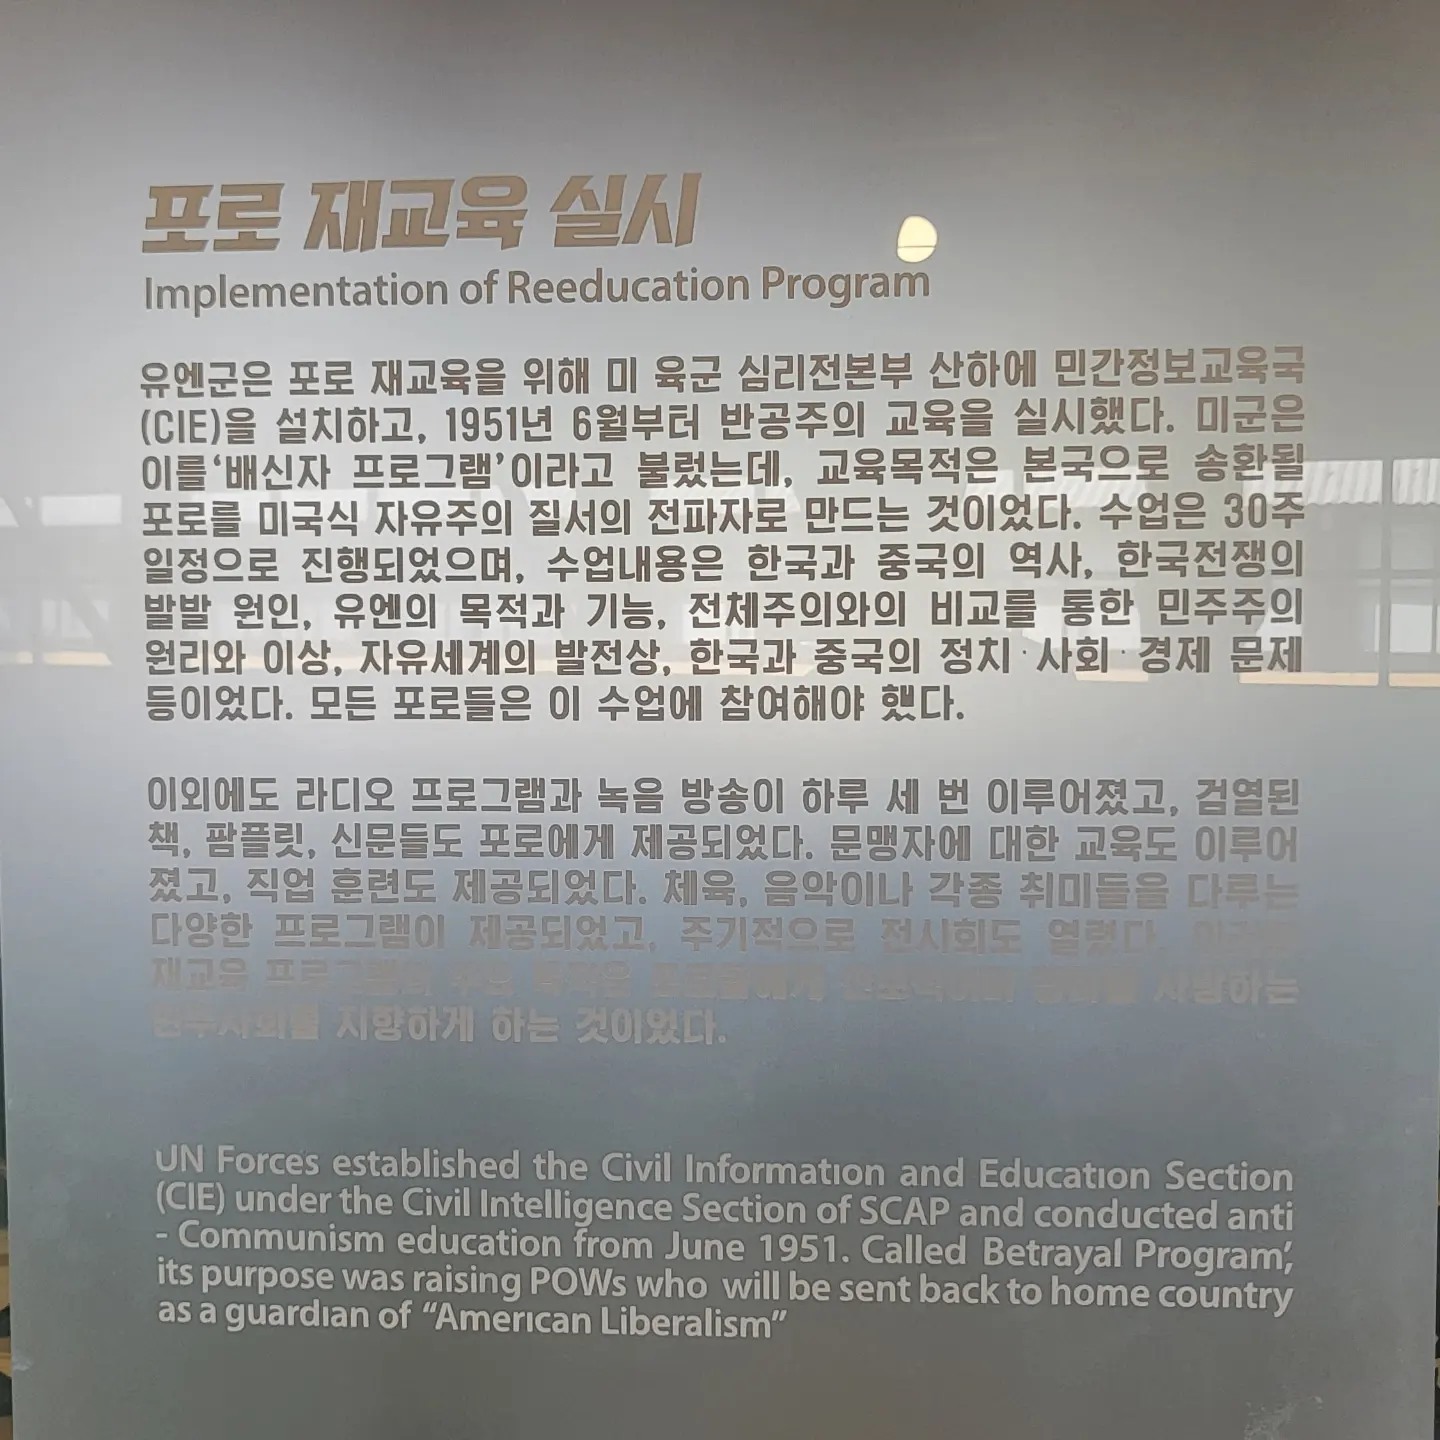 포로 재교육 실시
Implementation of Reeducation Program
유엔군은 포로 재교육을 위해 미 육군 심리전본부 산하에 민간정보교육국
(CIE)을 설치하고, 1951년 6월부터 반공주의 교육을 실시했다. 미군은
이를'배신자 프로그램'이라고 불렀는데, 교육목적은 본국으로 송환될
포로를 미국식 자유주의 질서의 전파자로 만드는 것이었다. 수업은 30주
일정으로 진행되었으며, 수업내용은 한국과 중국의 역사, 한국전쟁의
발발 원인, 유엔의 목적과 기능, 전체주의와의 비교를 통한 민주주의
원리와 이상, 자유세계의 발전상, 한국과 중국의 정치·사회·경제 문제
등이었다. 모든 포로들은 이 수업에 참여해야 했다.
이외에도 라디오 프로그램과 녹음 방송이 하루 세 번 이루어졌고, 검열된
책, 팜플릿, 신문들도 포로에게 제공되었다. 문맹자에 대한 교육도 이루어
졌고, 직업 훈련도 제공되었다. 체육, 음악이나 각종 취미들을 다루는
다양한 프로그램이 제공되었고, 주기적으로 전시회도 열렸다.
재교육 프로그램의 주요 목적은 사랑하는
민주사회를 지향하게 하는 것이었다.
UN Forces established the Civil Information and Education Section
(CIE) under the Civil Intelligence Section of SCAP and conducted anti
- Communism education from June 1951. Called Betrayal Program',
its purpose was raising POWs who will be sent back to home country
as a guardian of "American Liberalism"